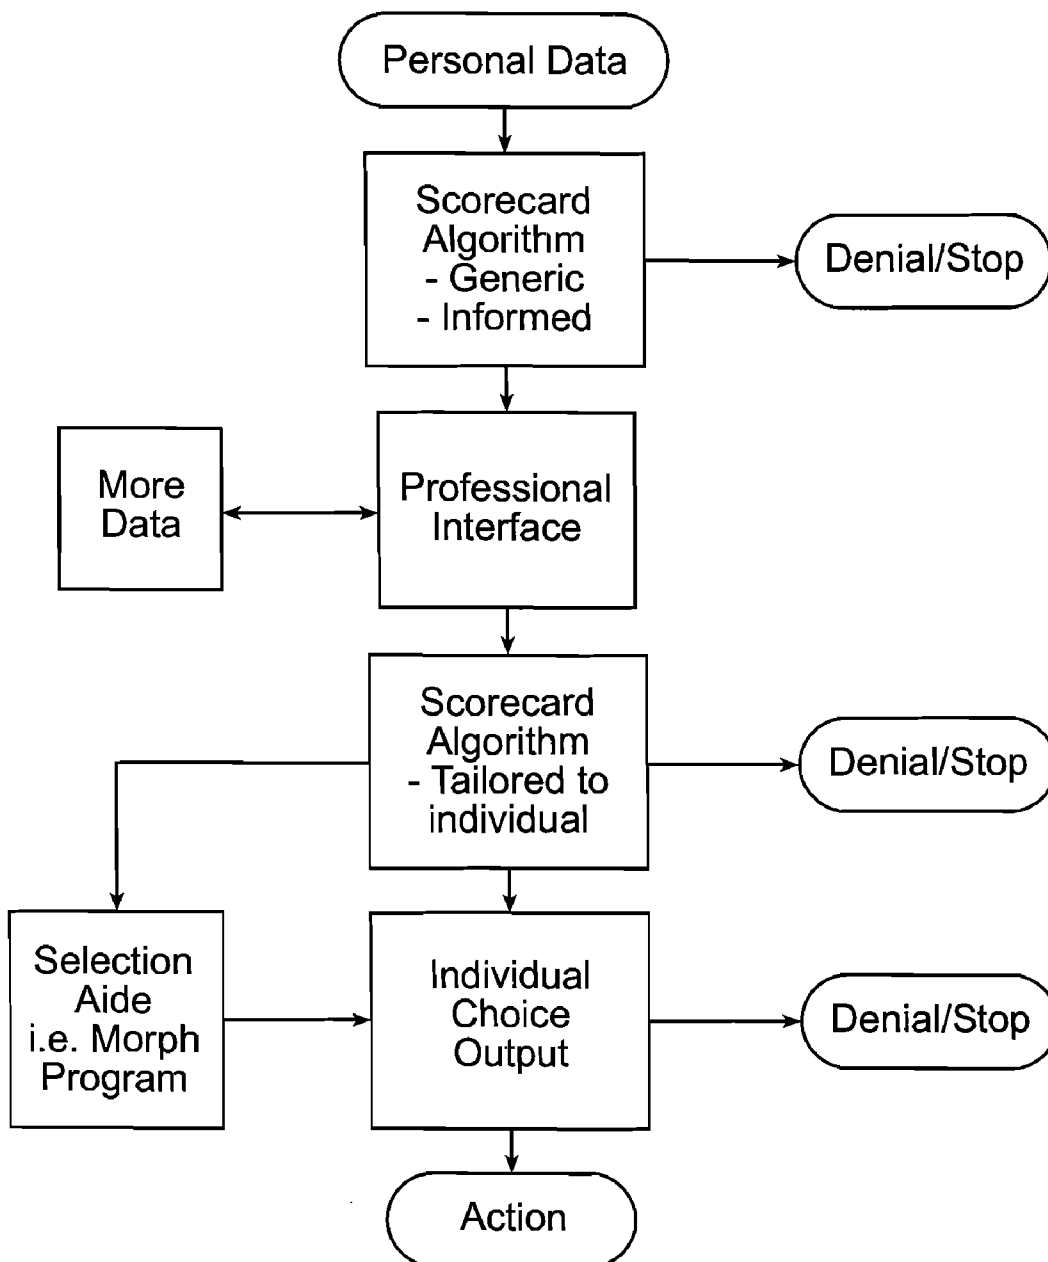 Personal Data
Scorecard
Algorithm
- Generic
- Informed
Denial/Stop
More
Data
Professional
Interface
Scorecard
Algorithm
- Tailored to
individual
Denial/Stop
Selection
Aide
i.e. Morph
Program
Individual
Choice
Output
Denial/Stop
Action